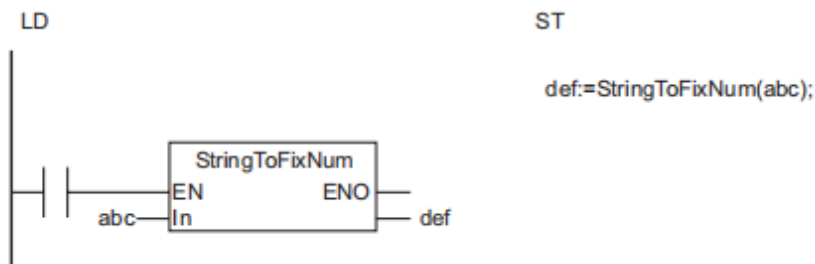 LD
ST
def:=StringToFixNum(abc);
StringToFixNum
EN ENO
abc In def